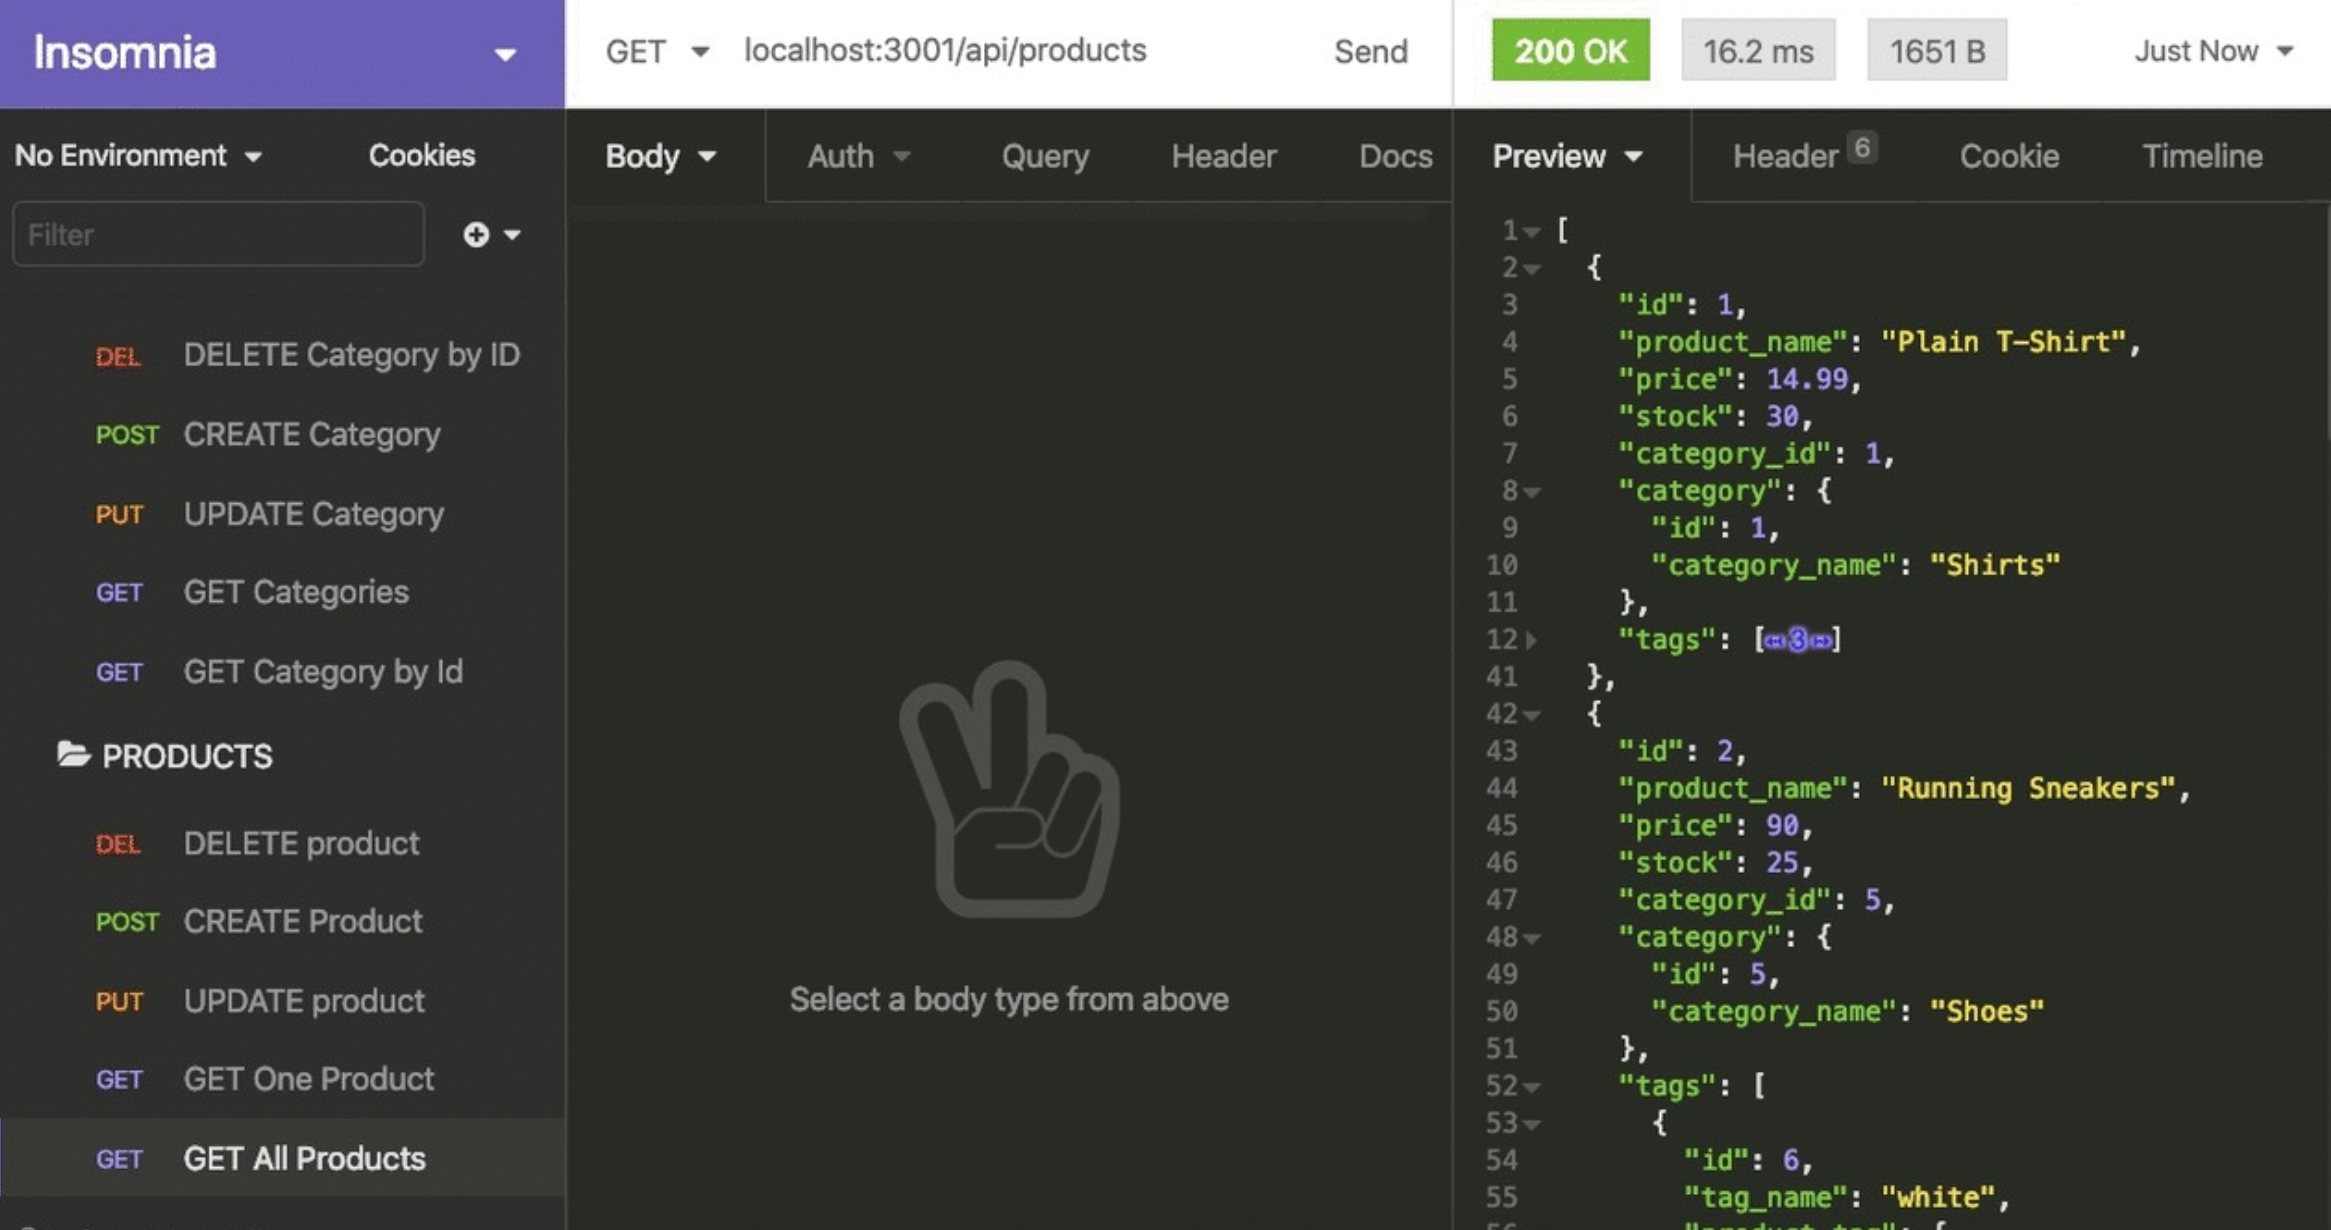 Insomnia
No Environment
Cookies
Filter
DEL DELETE Category by ID
POST CREATE Category
PUT UPDATE Category
GET GET Categories
GET GET Category by Id
PRODUCTS
DEL DELETE product
POST CREATE Product
PUT UPDATE product
GET GET One Product
GET GET All Products
GET localhost:3001/api/products Send
Body Auth Query Header Docs
Select a body type from above
200 OK 16.2 ms 1651 B Just Now
Preview Header 6 Cookie Timeline
1 [
2 {
3 "id": 1,
4 "product_name": "Plain T-Shirt",
5 "price": 14.99,
6 "stock": 30,
7 "category_id": 1,
8 "category": {
9 "id": 1,
10 "category_name": "Shirts"
11 },
12 "tags": [↔3↔]
41 },
42 {
43 "id": 2,
44 "product_name": "Running Sneakers",
45 "price": 90,
46 "stock": 25,
47 "category_id": 5,
48 "category": {
49 "id": 5,
50 "category_name": "Shoes"
51 },
52 "tags": [
53 {
54 "id": 6,
55 "tag_name": "white",
56 "product_tag": {